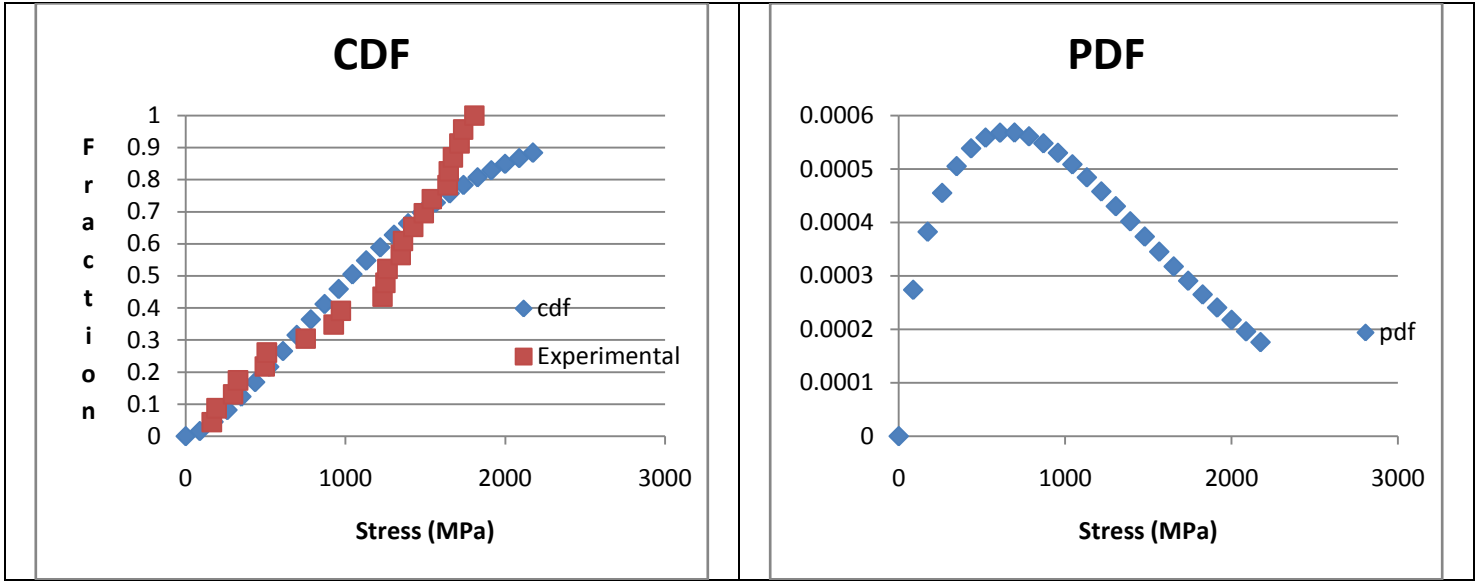 CDF
F
r
a
c
t
i
o
n
1
0.9
0.8
0.7
0.6
0.5
0.4
0.3
0.2
0.1
0
0 1000 2000 3000
Stress (MPa)
cdf
Experimental
PDF
0.0006
0.0005
0.0004
0.0003
0.0002
0.0001
0
0 1000 2000 3000
Stress (MPa)
pdf